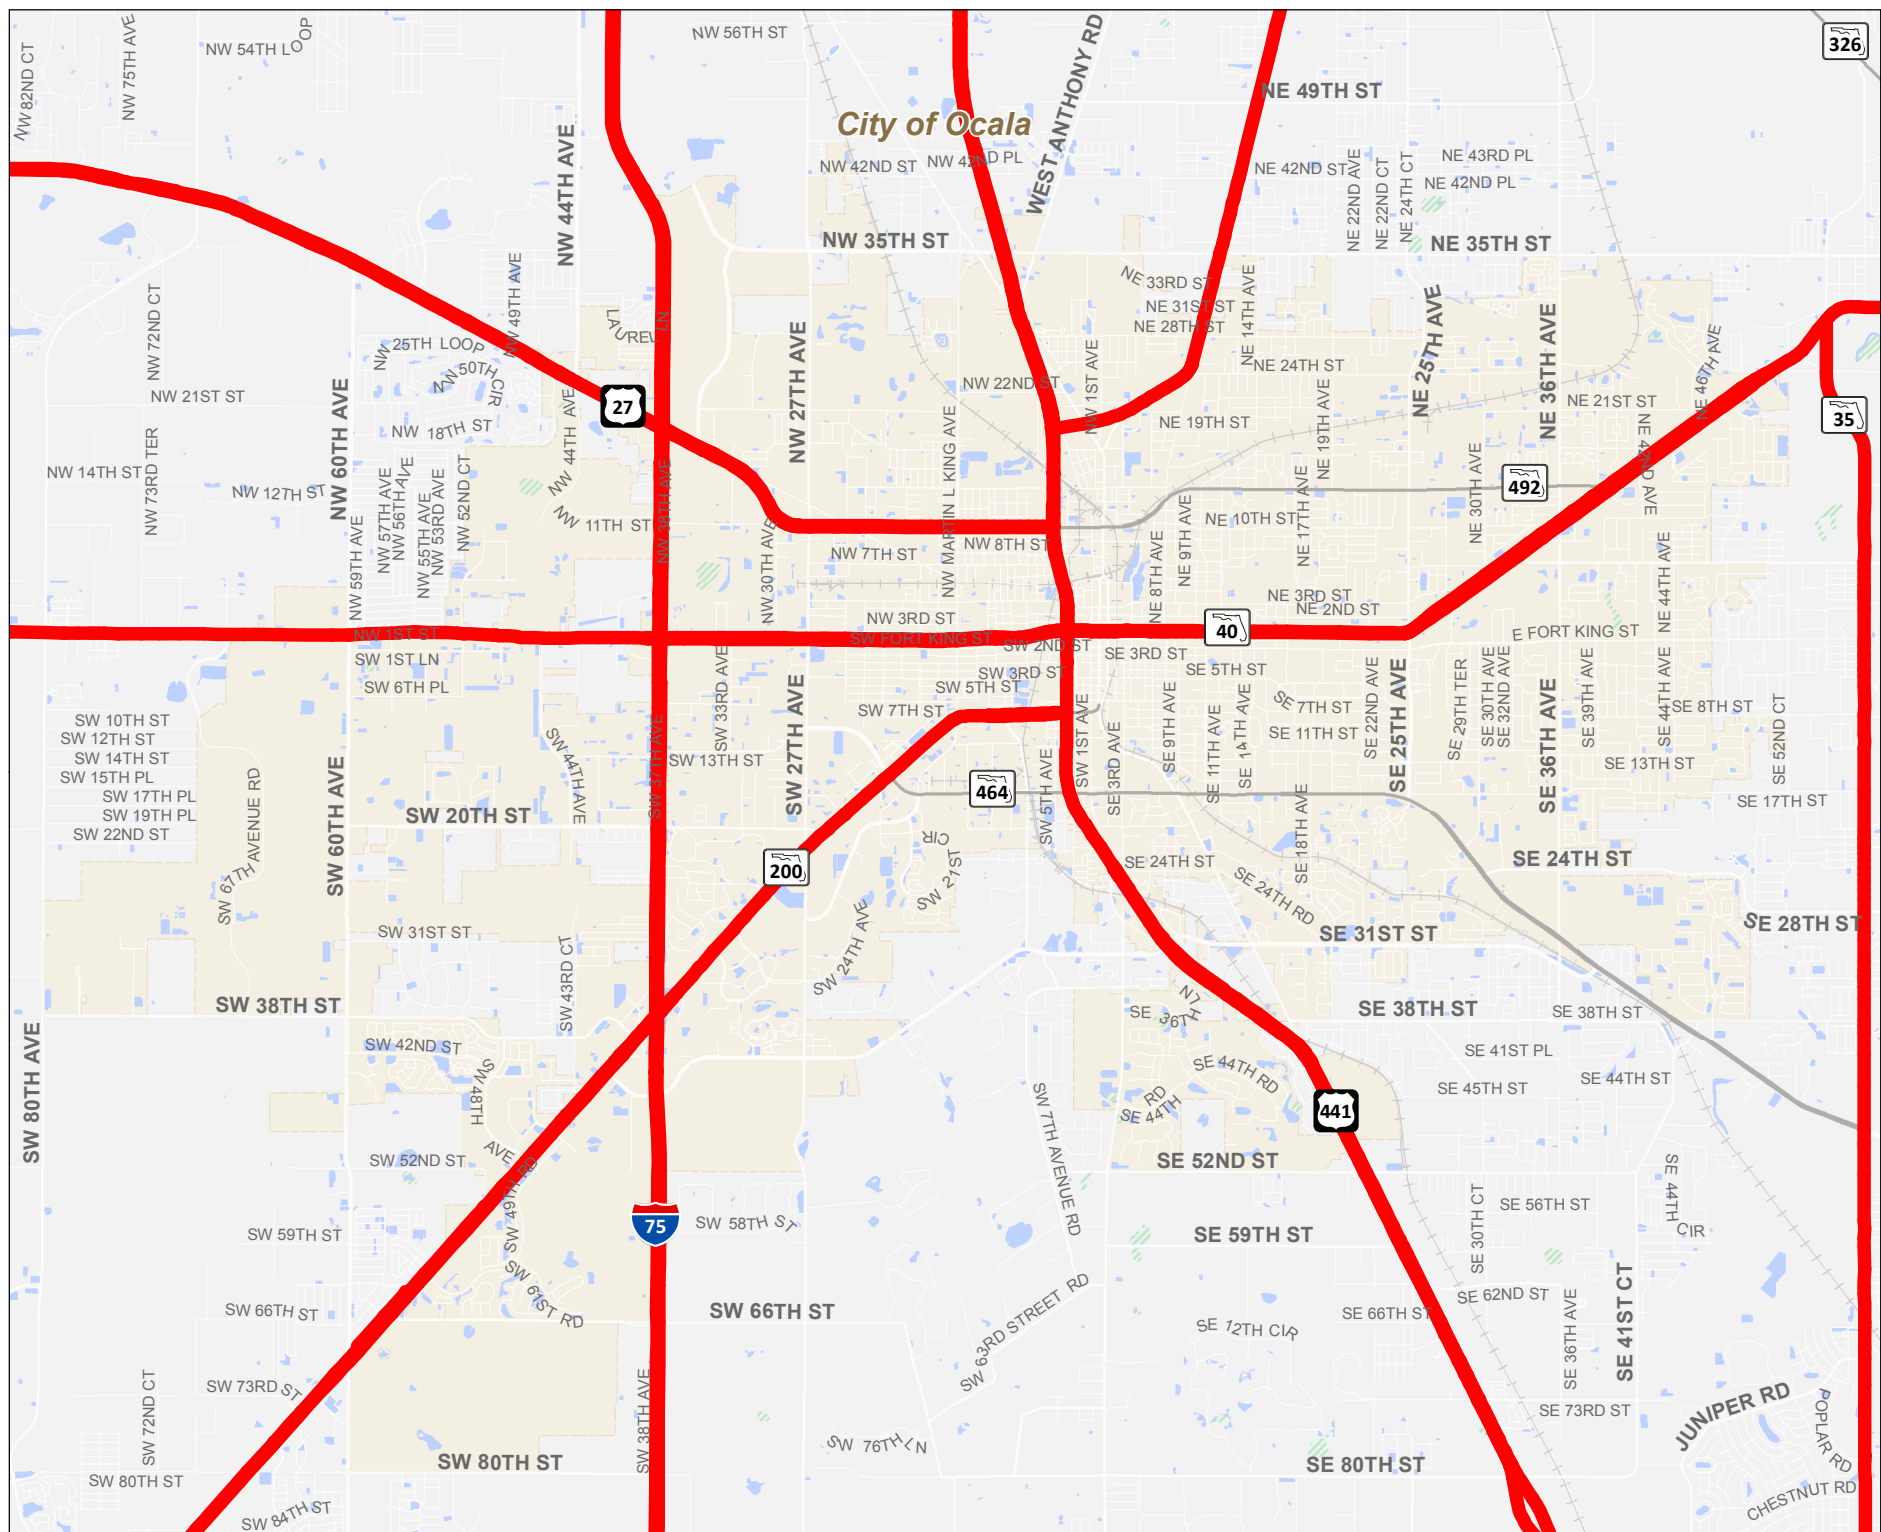 NW 82ND CT
NW 75TH AVE
NW 54TH LOOP
NW 56TH ST
WEST ANTHONY RD
326
NE 49TH ST
City of Ocala
NW 44TH AVE
NW 42ND ST
NW 42ND PL
NE 42ND ST
NE 22ND AVE
NE 22ND CT
NE 24TH CT
NE 43RD PL
NE 42ND PL
NW 35TH ST
NE 35TH ST
NW 49TH AVE
NW 72ND CT
LAUREL LN
NE 33RD ST
NE 31ST ST
NE 28TH ST
NE 14TH AVE
NE 25TH AVE
NE 36TH AVE
NE 46TH AVE
NW 25TH LOOP
NW 50TH CIR
NW 27TH AVE
NW 1ST AVE
NE 24TH ST
NW 22ND ST
NW 21ST ST
NW 60TH AVE
27
NE 21ST ST
35
NW 18TH ST
NW 44TH AVE
NW MARTIN L KING AVE
NE 19TH ST
NE 19TH AVE
NE 42ND AVE
NW 14TH ST
NW 73RD TER
NW 12TH ST
NW 57TH AVE
NW 56TH AVE
NW 55TH AVE
NW 53RD AVE
NW 52ND CT
NW 38TH AVE
492
NE 30TH AVE
NE 17TH AVE
NW 11TH ST
NW 59TH AVE
NW 30TH AVE
NW 7TH ST
NW 8TH ST
NE 10TH ST
NE 9TH AVE
NE 8TH AVE
NE 44TH AVE
NW 3RD ST
NE 3RD ST
NE 2ND ST
NW 1ST ST
SW FORT KING ST
SW 2ND ST
40
E FORT KING ST
SW 1ST LN
SW 6TH PL
SW 33RD AVE
SW 27TH AVE
SW 3RD ST
SW 5TH ST
SW 7TH ST
SE 3RD ST
SE 5TH ST
SE 7TH ST
SE 11TH ST
SE 9TH AVE
SE 11TH AVE
SE 14TH AVE
SE 22ND AVE
SE 25TH AVE
SE 29TH TER
SE 30TH AVE
SE 32ND AVE
SE 36TH AVE
SE 39TH AVE
SE 44TH AVE
SE 8TH ST
SE 52ND CT
SW 10TH ST
SW 12TH ST
SW 14TH ST
SW 15TH PL
SW 17TH PL
SW 19TH PL
SW 22ND ST
SW 67TH AVENUE RD
SW 60TH AVE
SW 44TH AVE
SW 37TH AVE
SW 13TH ST
SW 1ST AVE
SW 5TH AVE
SE 3RD AVE
SE 13TH ST
464
SE 17TH ST
SW 20TH ST
SE 18TH AVE
200
SW 21ST CIR
SE 24TH ST
SE 24TH RD
SE 24TH ST
SW 31ST ST
SW 43RD CT
SW 24TH AVE
SE 31ST ST
SE 28TH ST
SW 38TH ST
SE 36TH LN
SE 38TH ST
SE 38TH ST
SW 80TH AVE
SW 42ND ST
SW 48TH AVE
SE 41ST PL
SE 44TH RD
SE 44TH RD
SE 45TH ST
SE 44TH ST
SW 7TH AVENUE RD
441
SW 52ND ST
SW 49TH RD
SE 52ND ST
SE 44TH CIR
SE 30TH CT
SE 56TH ST
SW 59TH ST
75
SW 58TH ST
SE 59TH ST
SW 61ST RD
SE 41ST CT
SW 66TH ST
SW 66TH ST
SW 63RD STREET RD
SE 12TH CIR
SE 66TH ST
SE 62ND ST
SE 36TH AVE
SW 72ND CT
SW 73RD ST
SW 38TH AVE
SE 73RD ST
JUNIPER RD
POPLAR RD
SW 76TH LN
SW 80TH ST
SW 80TH ST
SE 80TH ST
CHESTNUT RD
SW 84TH ST